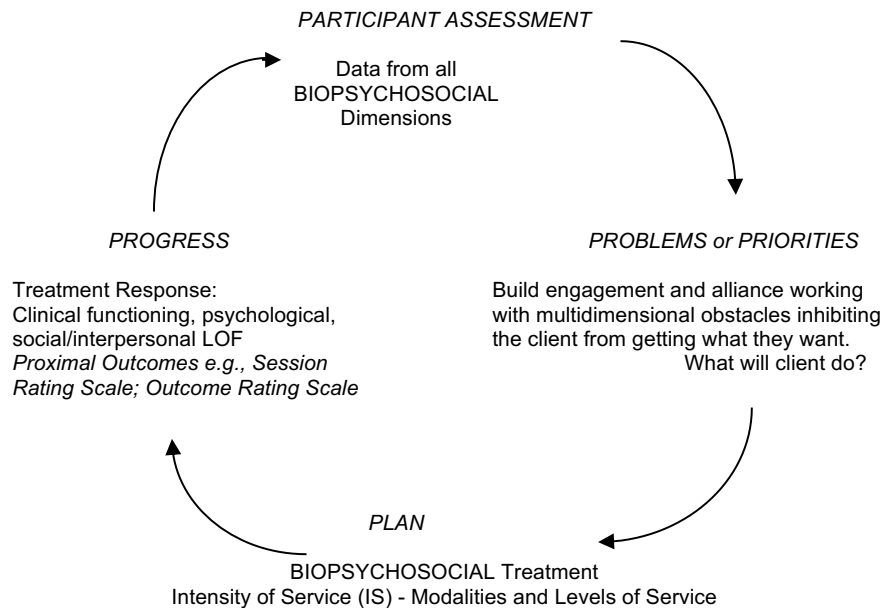 PARTICIPANT ASSESSMENT
Data from all
BIOPSYCHOSOCIAL
Dimensions
PROBLEMS or PRIORITIES
Build engagement and alliance working
with multidimensional obstacles inhibiting
the client from getting what they want.
What will client do?
PLAN
BIOPSYCHOSOCIAL Treatment
Intensity of Service (IS) - Modalities and Levels of Service
PROGRESS
Treatment Response:
Clinical functioning, psychological,
social/interpersonal LOF
Proximal Outcomes e.g., Session
Rating Scale; Outcome Rating Scale